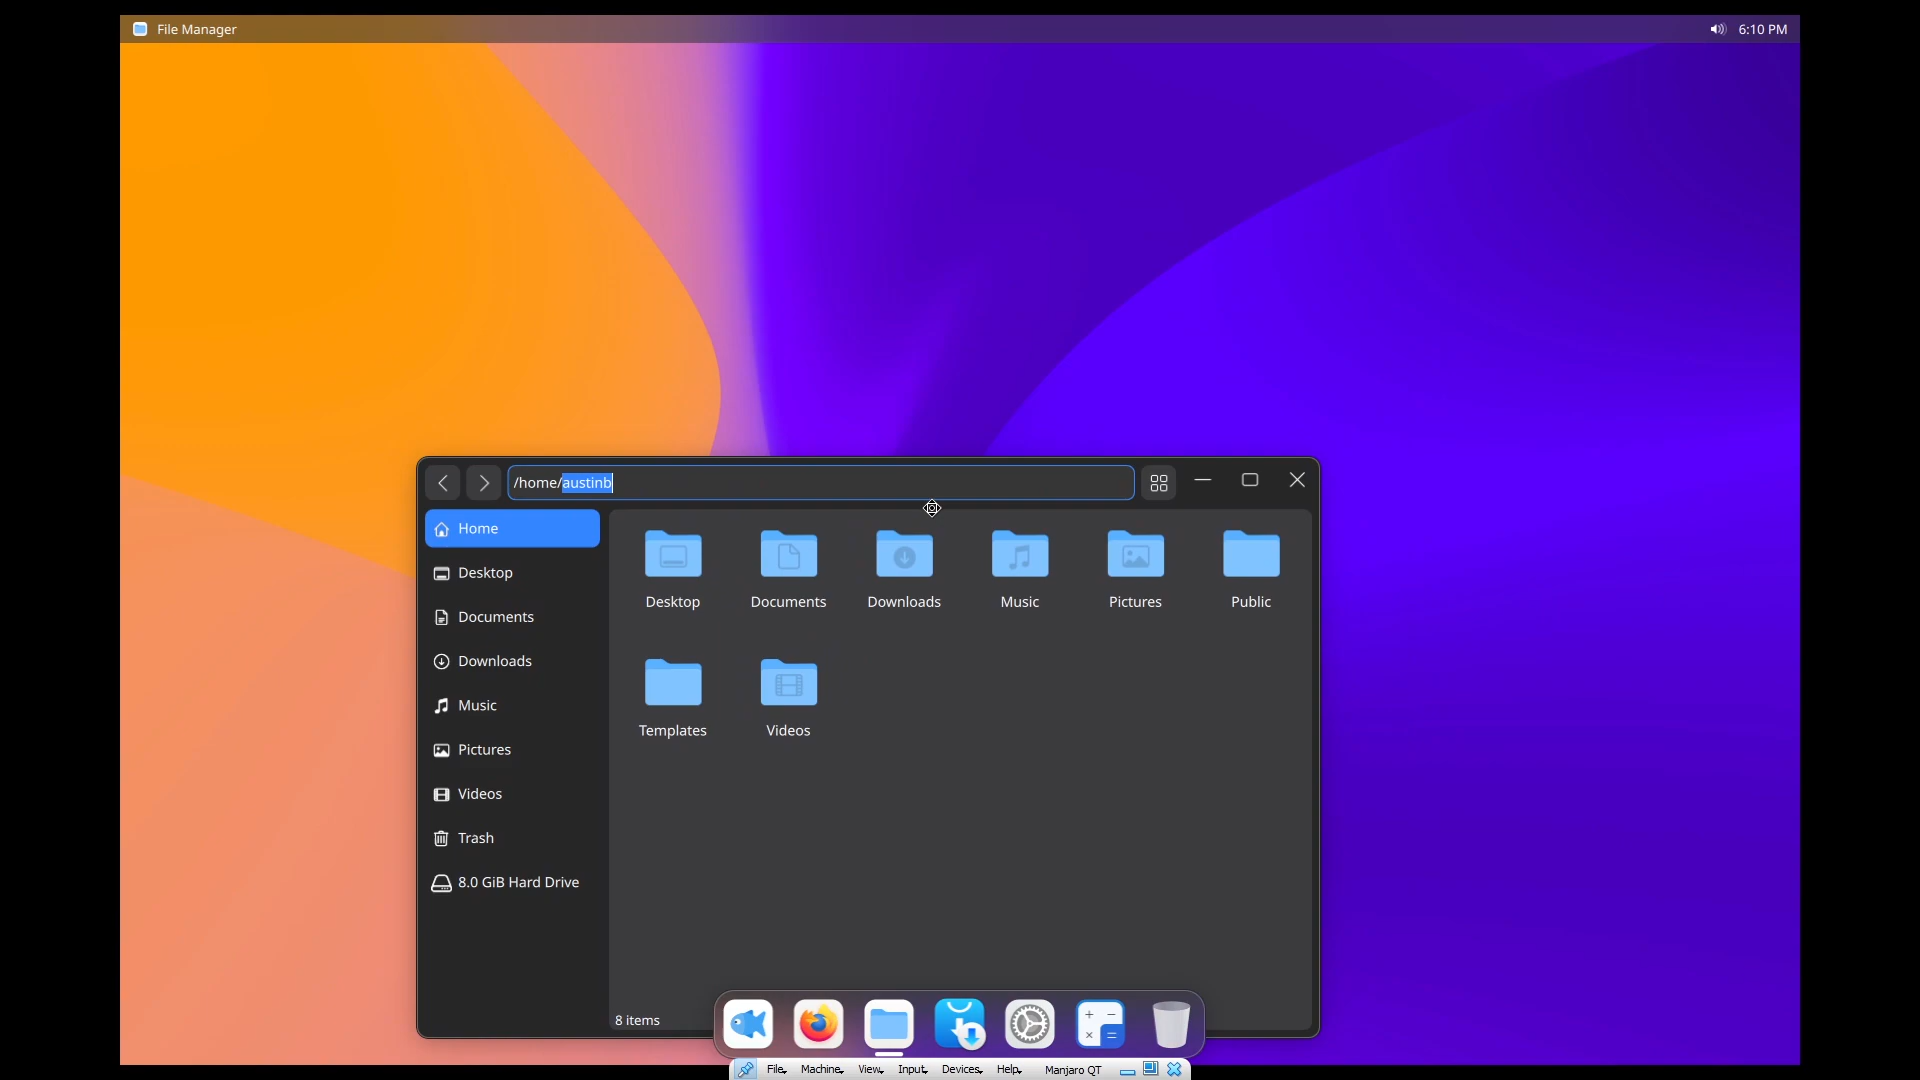 File Manager
6:10 PM
/home/austinb
Home
Desktop
Documents
Downloads
Music
Pictures
Videos
Trash
8.0 GiB Hard Drive
Desktop
Documents
Downloads
Music
Pictures
Public
Templates
Videos
8 items
File
Machine
View
Input
Devices
Help
Manjaro QT